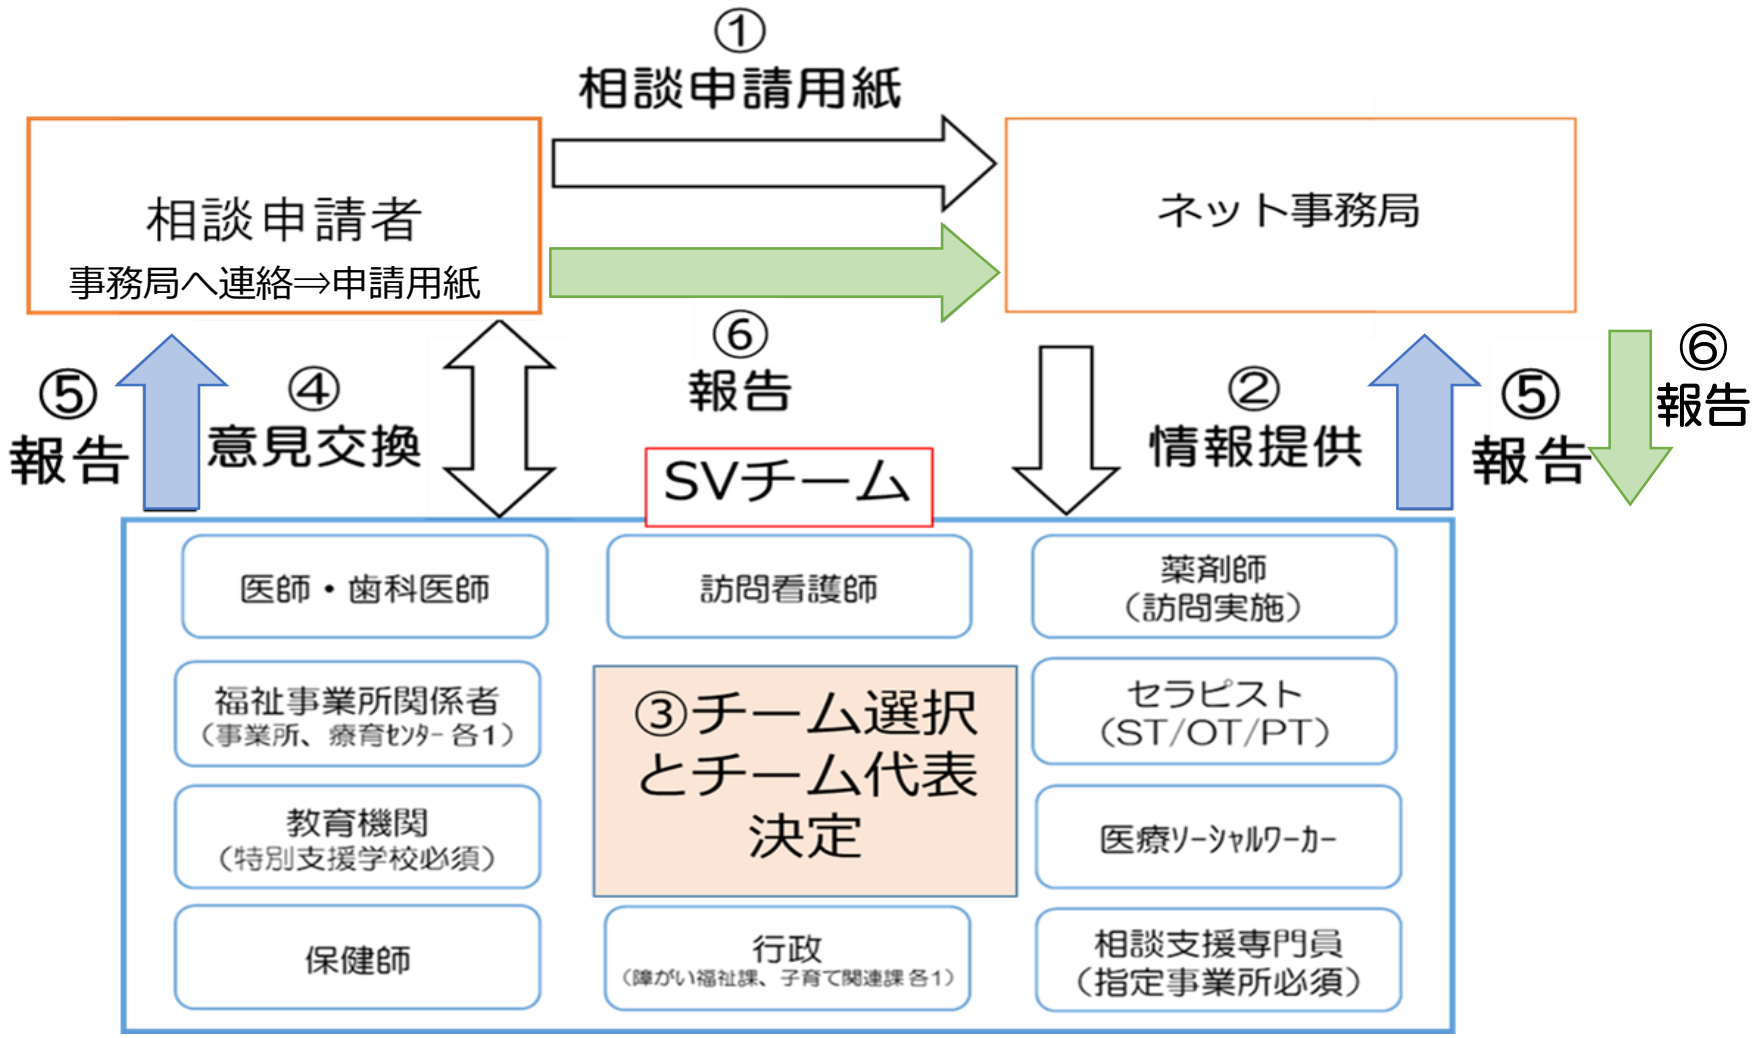 ①
相談申請用紙
相談申請者
事務局へ連絡⇒申請用紙
ネット事務局
⑥
報告
⑤
報告
④
意見交換
②
情報提供
⑤
報告
⑥
報告
SVチーム
医師・歯科医師
訪問看護師
薬剤師
（訪問実施）
福祉事業所関係者
（事業所、療育ｾﾝﾀｰ 各1）
③チーム選択
とチーム代表
決定
セラピスト
（ST/OT/PT）
教育機関
（特別支援学校必須）
医療ｿｰｼｬﾙﾜｰｶｰ
保健師
行政
（障がい福祉課、子育て関連課 各1）
相談支援専門員
（指定事業所必須）